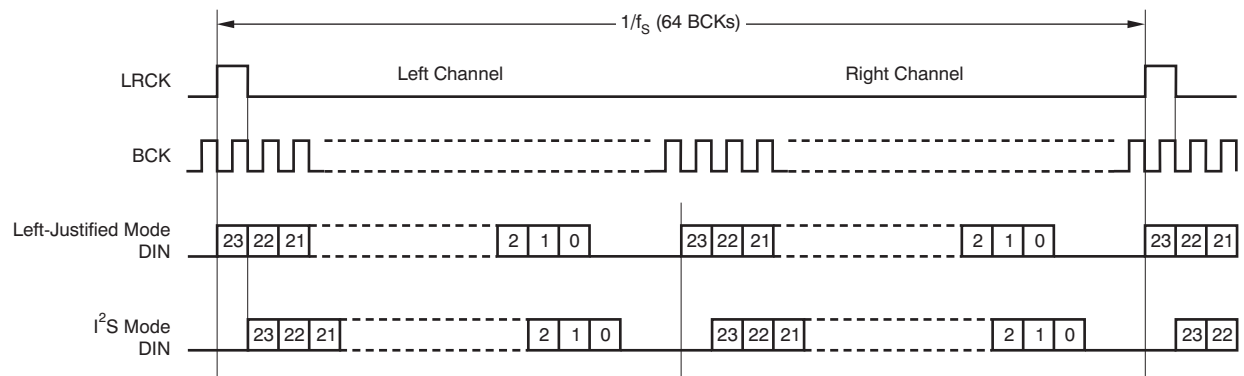 1/fS (64 BCKs)
LRCK
Left Channel
Right Channel
BCK
Left-Justified Mode
DIN
23 22 21 2 1 0 23 22 21 2 1 0 23 22 21
I2S Mode
DIN
23 22 21 2 1 0 23 22 21 2 1 0 23 22